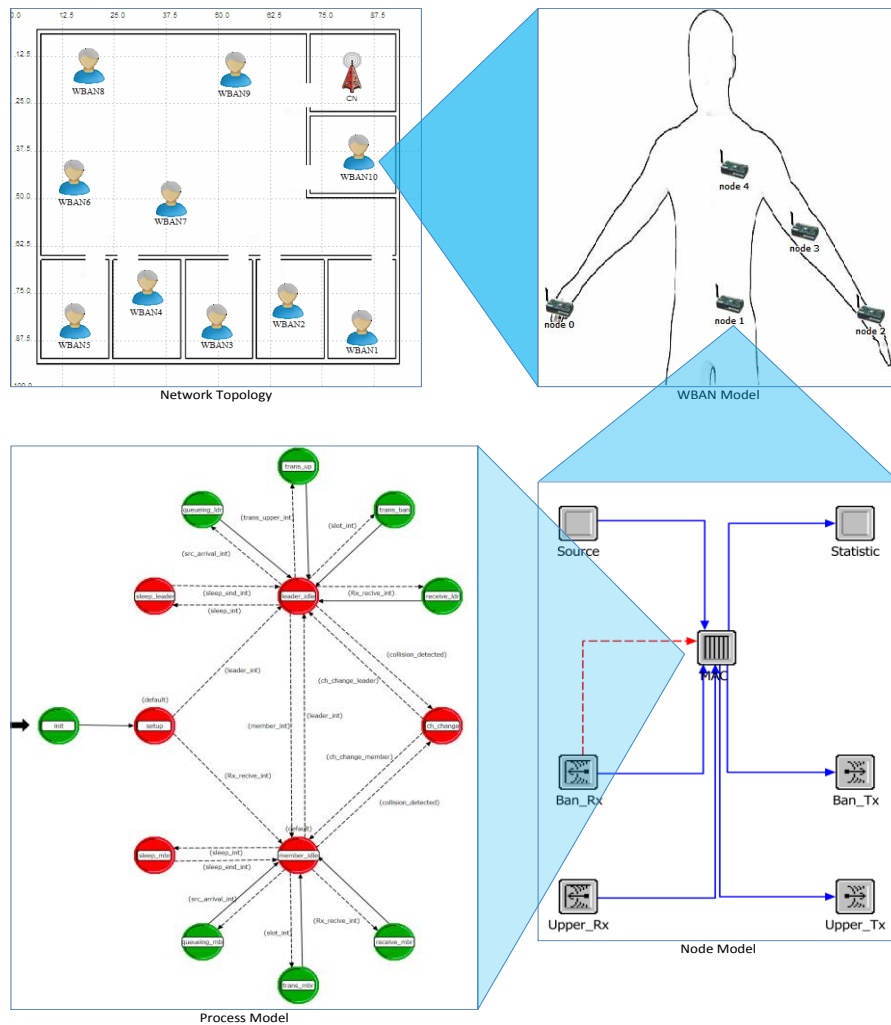 0.0 12.5 25.0 37.5 50.0 62.5 75.0 87.5
12.5
25.0
37.5
50.0
62.5
75.0
87.5
100.0
WBAN8
WBAN9
CN
WBAN10
WBAN6
WBAN7
WBAN4
WBAN5
WBAN3
WBAN2
WBAN1
Network Topology
node 4
node 3
node 0
node 1
node 2
WBAN Model
trans_up
queueing_ldr
trans_ban
(trans_upper_int)
(slot_int)
(src_arrival_int)
sleep_leader
(sleep_end_int)
(sleep_int)
leader_idle
(Rx_recive_int)
receive_ldr
(collision_detected)
(ch_change_leader)
(leader_int)
(member_int)
(leader_int)
(default)
init
setup
ch_change
(ch_change_member)
(Rx_recive_int)
(collision_detected)
(default)
sleep_mbr
(sleep_int)
(sleep_end_int)
member_idle
(src_arrival_int)
(slot_int)
(Rx_recive_int)
queueing_mbr
receive_mbr
trans_mbr
Process Model
Source
Statistic
MAC
Ban_Rx
Ban_Tx
Upper_Rx
Upper_Tx
Node Model